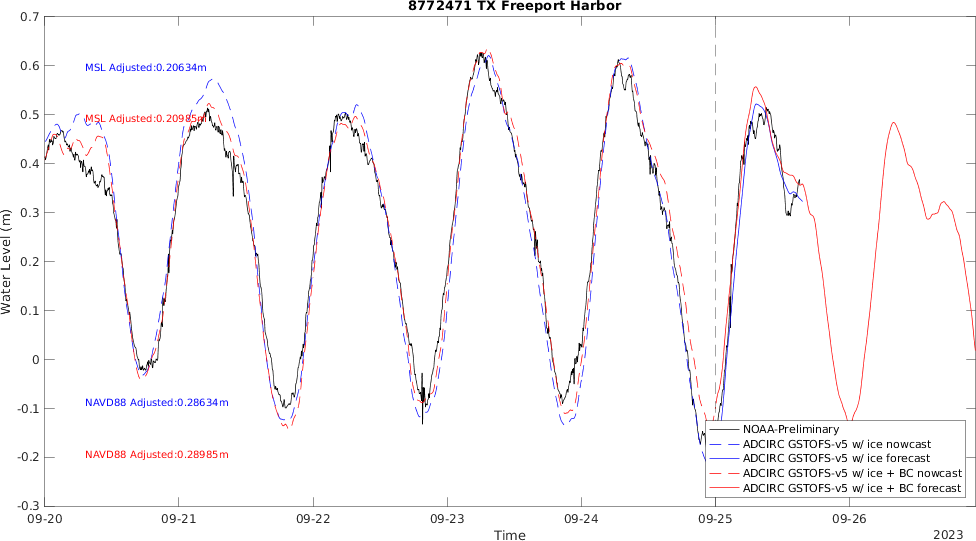 8772471 TX Freeport Harbor
0.7
0.6
0.5
0.4
0.3
0.2
0.1
0
-0.1
-0.2
-0.3
Water Level (m)
MSL Adjusted:0.20634m
MSL Adjusted:0.20985m
NAVD88 Adjusted:0.28634m
NAVD88 Adjusted:0.28985m
NOAA-Preliminary
ADCIRC GSTOFS-v5 w/ ice nowcast
ADCIRC GSTOFS-v5 w/ ice forecast
ADCIRC GSTOFS-v5 w/ ice + BC nowcast
ADCIRC GSTOFS-v5 w/ ice + BC forecast
09-20 09-21 09-22 09-23 09-24 09-25 09-26
Time
2023